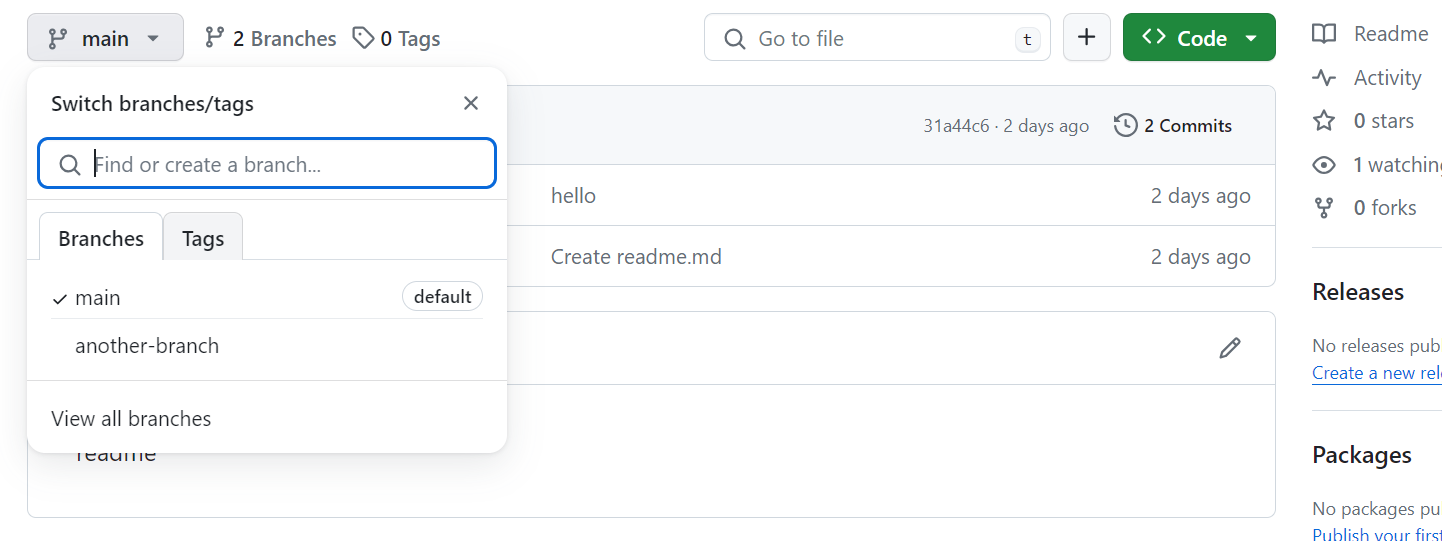 main
2 Branches
0 Tags
Go to file
t
Code
Switch branches/tags
Find or create a branch...
Branches
Tags
main
default
another-branch
View all branches
31a44c6 · 2 days ago
2 Commits
hello
2 days ago
Create readme.md
2 days ago
readme
Readme
Activity
0 stars
1 watching
0 forks
Releases
No releases pub
Create a new rel
Packages
No packages pu
Publish your first